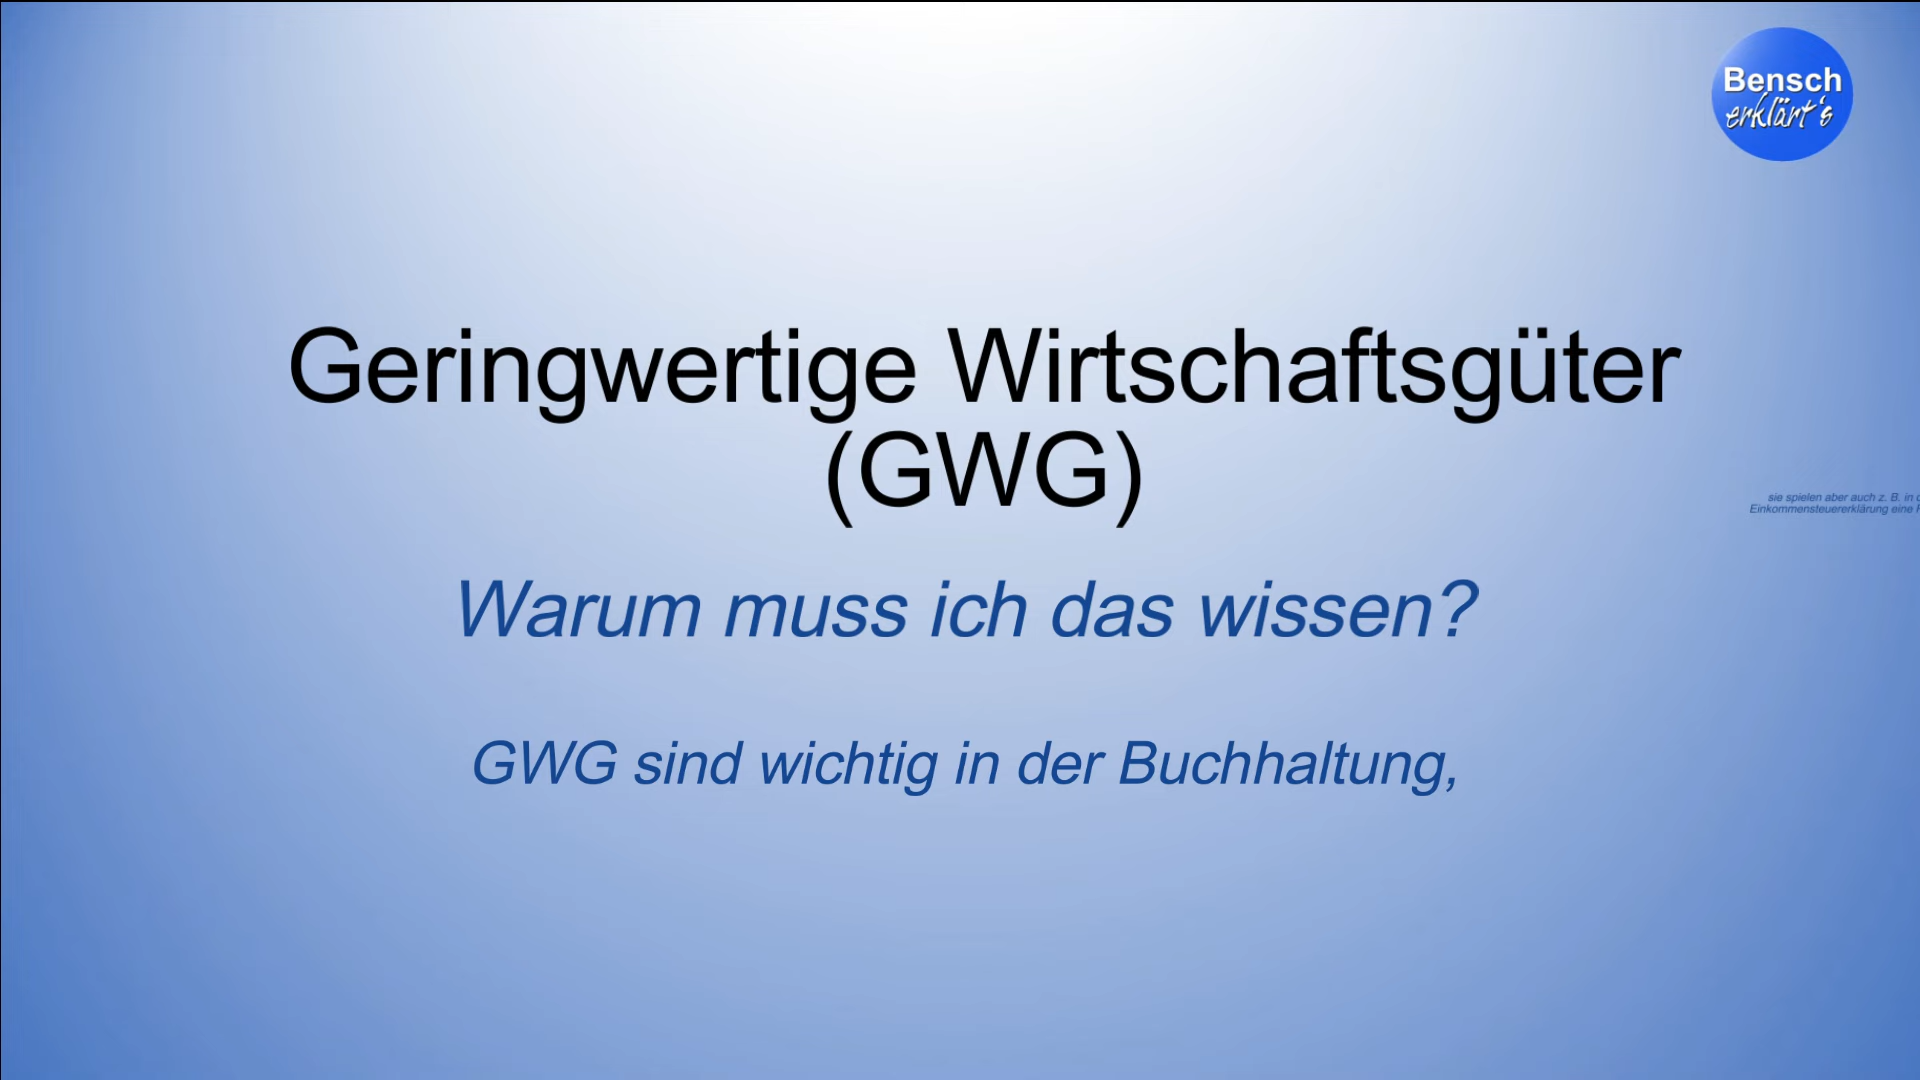 Bensch
erklärt's
Geringwertige Wirtschaftsgüter
(GWG)
sie spielen aber auch z. B. in
Einkommensteuererklärung eine
Warum muss ich das wissen?
GWG sind wichtig in der Buchhaltung,